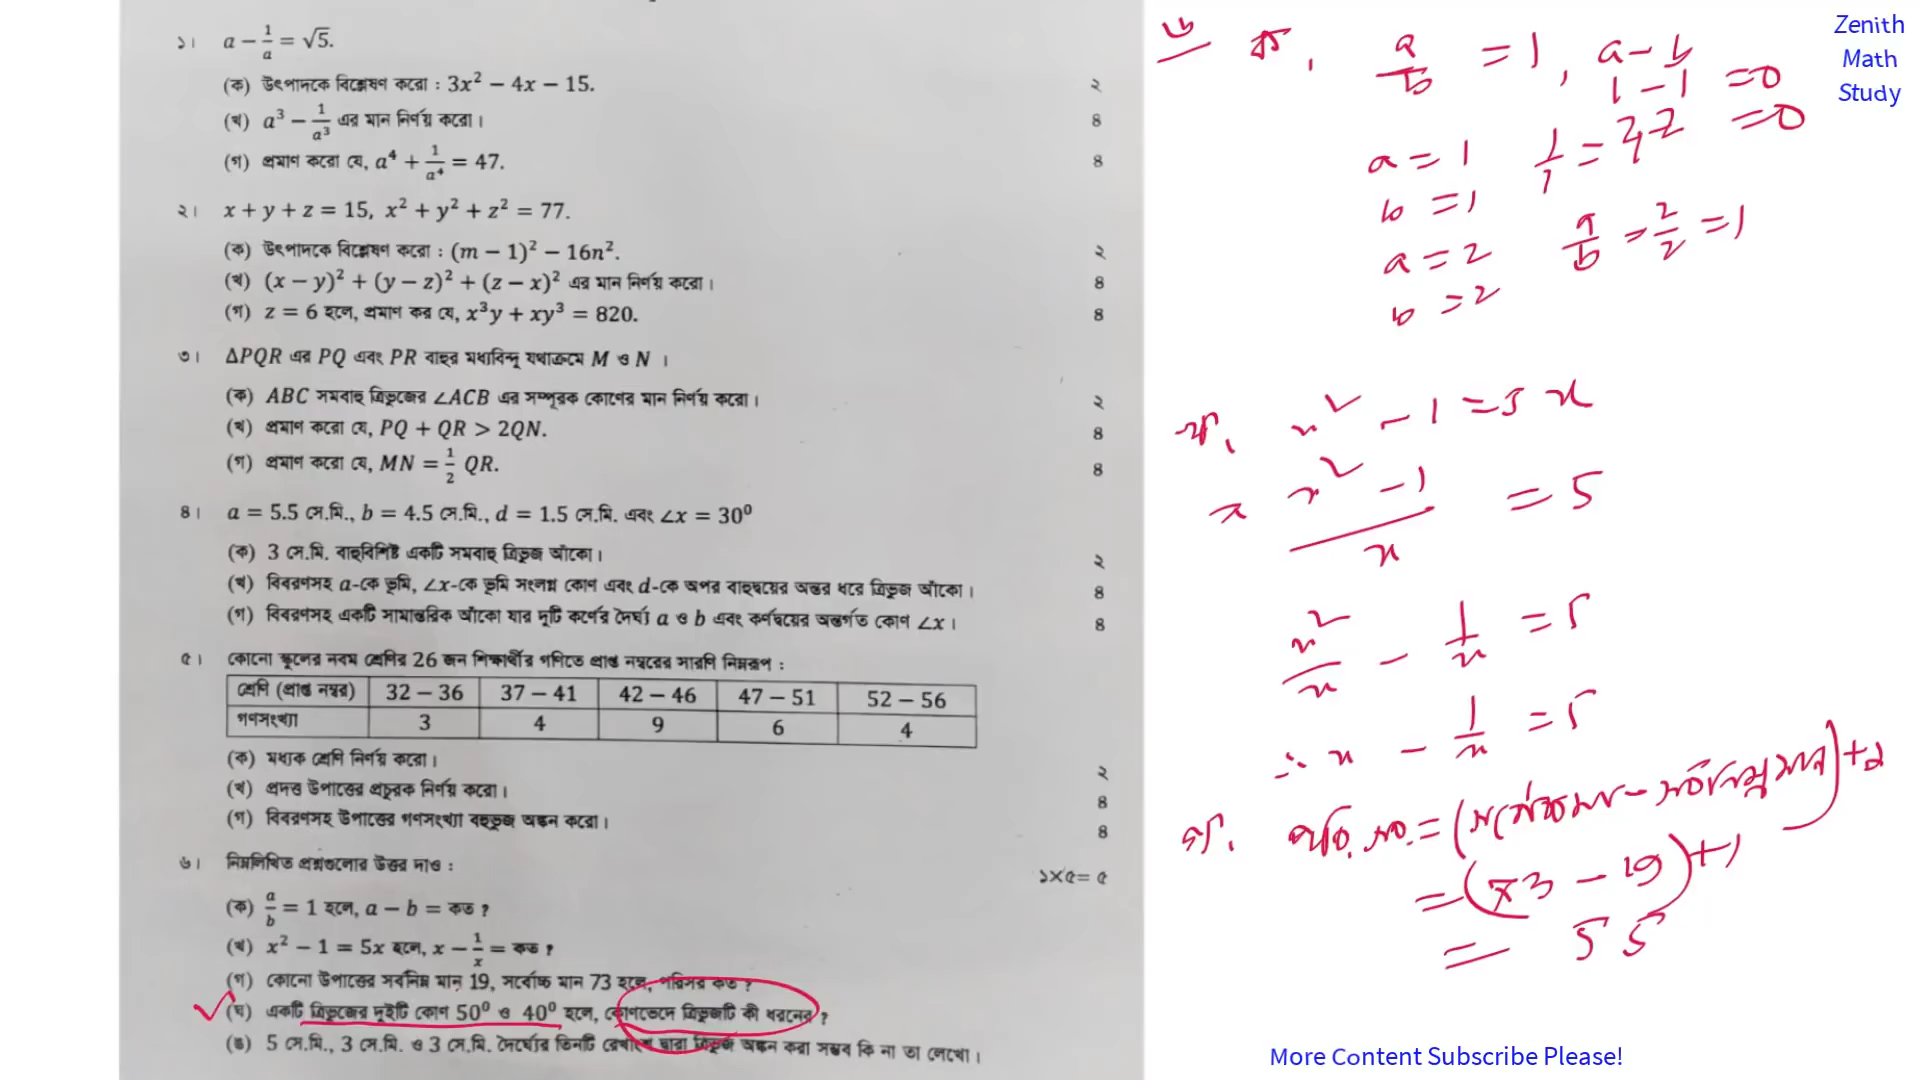 ১। a − 1/a = √5.
(ক) উৎপাদকে বিশ্লেষণ করো : 3x² − 4x − 15. ২
(খ) a³ − 1/a³ এর মান নির্ণয় করো। ৪
(গ) প্রমাণ করো যে, a⁴ + 1/a⁴ = 47. ৪
২। x + y + z = 15, x² + y² + z² = 77.
(ক) উৎপাদকে বিশ্লেষণ করো : (m − 1)² − 16n². ২
(খ) (x − y)² + (y − z)² + (z − x)² এর মান নির্ণয় করো। ৪
(গ) z = 6 হলে, প্রমাণ কর যে, x³y + xy³ = 820. ৪
৩। ΔPQR এর PQ এবং PR বাহুর মধ্যবিন্দু যথাক্রমে M ও N ।
(ক) ABC সমবাহু ত্রিভুজের ∠ACB এর সম্পূরক কোণের মান নির্ণয় করো। ২
(খ) প্রমাণ করো যে, PQ + QR > 2QN. ৪
(গ) প্রমাণ করো যে, MN = 1/2 QR. ৪
৪। a = 5.5 সে.মি., b = 4.5 সে.মি., d = 1.5 সে.মি. এবং ∠x = 30⁰
(ক) 3 সে.মি. বাহুবিশিষ্ট একটি সমবাহু ত্রিভুজ আঁকো। ২
(খ) বিবরণসহ a-কে ভূমি, ∠x-কে ভূমি সংলগ্ন কোণ এবং d-কে অপর বাহুদ্বয়ের অন্তর ধরে ত্রিভুজ আঁকো। ৪
(গ) বিবরণসহ একটি সামান্তরিক আঁকো যার দুটি কর্ণের দৈর্ঘ্য a ও b এবং কর্ণদ্বয়ের অন্তর্গত কোণ ∠x। ৪
৫। কোনো স্কুলের নবম শ্রেণির 26 জন শিক্ষার্থীর গণিতে প্রাপ্ত নম্বরের সারণি নিম্নরূপ :
শ্রেণি (প্রাপ্ত নম্বর) 32 − 36 37 − 41 42 − 46 47 − 51 52 − 56
গণসংখ্যা 3 4 9 6 4
(ক) মধ্যক শ্রেণি নির্ণয় করো। ২
(খ) প্রদত্ত উপাত্তের প্রচুরক নির্ণয় করো। ৪
(গ) বিবরণসহ উপাত্তের গণসংখ্যা বহুভুজ অঙ্কন করো। ৪
৬। নিম্নলিখিত প্রশ্নগুলোর উত্তর দাও : ১×৫= ৫
(ক) a/b = 1 হলে, a − b = কত ?
(খ) x² − 1 = 5x হলে, x − 1/x = কত ?
(গ) কোনো উপাত্তের সর্বনিম্ন মান 19, সর্বোচ্চ মান 73 হলে, পরিসর কত ?
(ঘ) একটি ত্রিভুজের দুইটি কোণ 50⁰ ও 40⁰ হলে, কোণভেদে ত্রিভুজটি কী ধরনের ?
(ঙ) 5 সে.মি., 3 সে.মি. ও 3 সে.মি. দৈর্ঘ্যের তিনটি রেখাংশ দ্বারা ত্রিভুজ অঙ্কন করা সম্ভব কি না তা লেখো।
৬ ক. a/b = 1, a − b
1 − 1 = 0
a = 1 1/1 = 2−2 = 0
b = 1
a = 2 a/b = 2/2 = 1
b = 2
খ. x² − 1 = 5x
x² − 1 / x = 5
x²/x − 1/x = 5
∴ x − 1/x = 5
গ. পরি. সং. = (সর্বোচ্চমান − সর্বনিম্নমান) + ১
= (73 − 19) + 1
= 55
Zenith
Math
Study
More Content Subscribe Please!